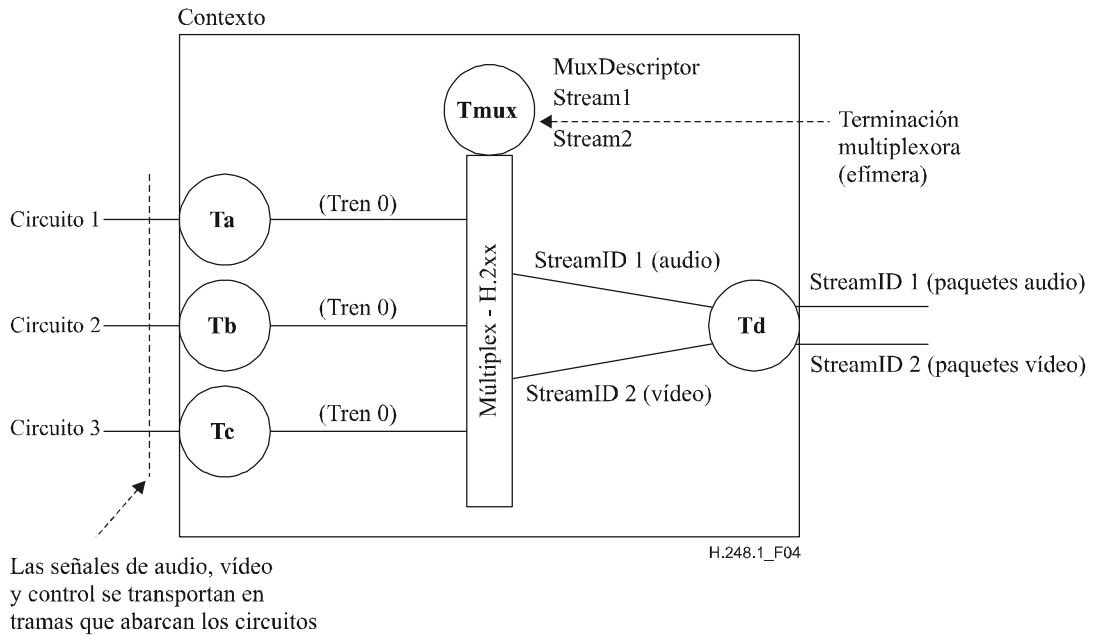 Contexto
MuxDescriptor
Tmux
Stream1
Stream2
Terminación
multiplexora
(efímera)
Circuito 1
Ta
(Tren 0)
StreamID 1 (audio)
StreamID 1 (paquetes audio)
Circuito 2
Tb
(Tren 0)
Múltiplex - H.2xx
Td
StreamID 2 (paquetes vídeo)
StreamID 2 (vídeo)
Circuito 3
Tc
(Tren 0)
H.248.1_F04
Las señales de audio, vídeo
y control se transportan en
tramas que abarcan los circuitos